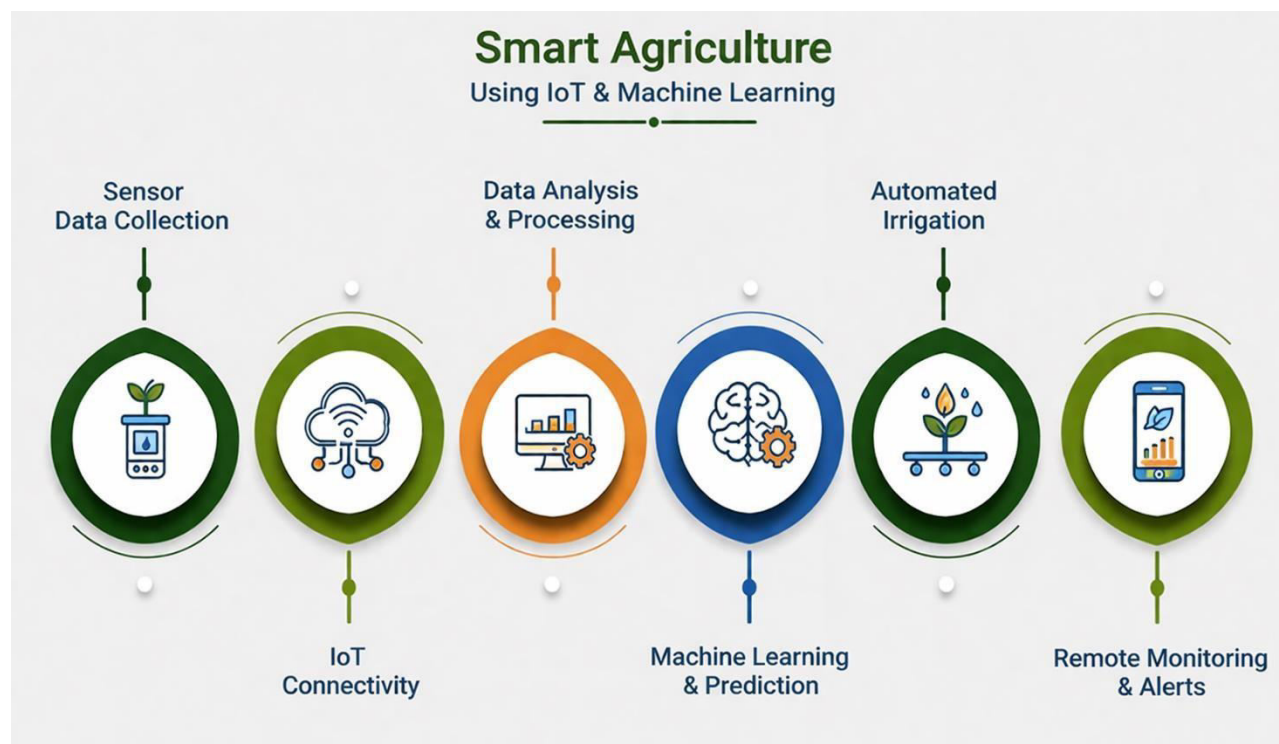 Smart Agriculture
Using IoT & Machine Learning
Sensor
Data Collection
IoT
Connectivity
Data Analysis
& Processing
Machine Learning
& Prediction
Automated
Irrigation
Remote Monitoring
& Alerts